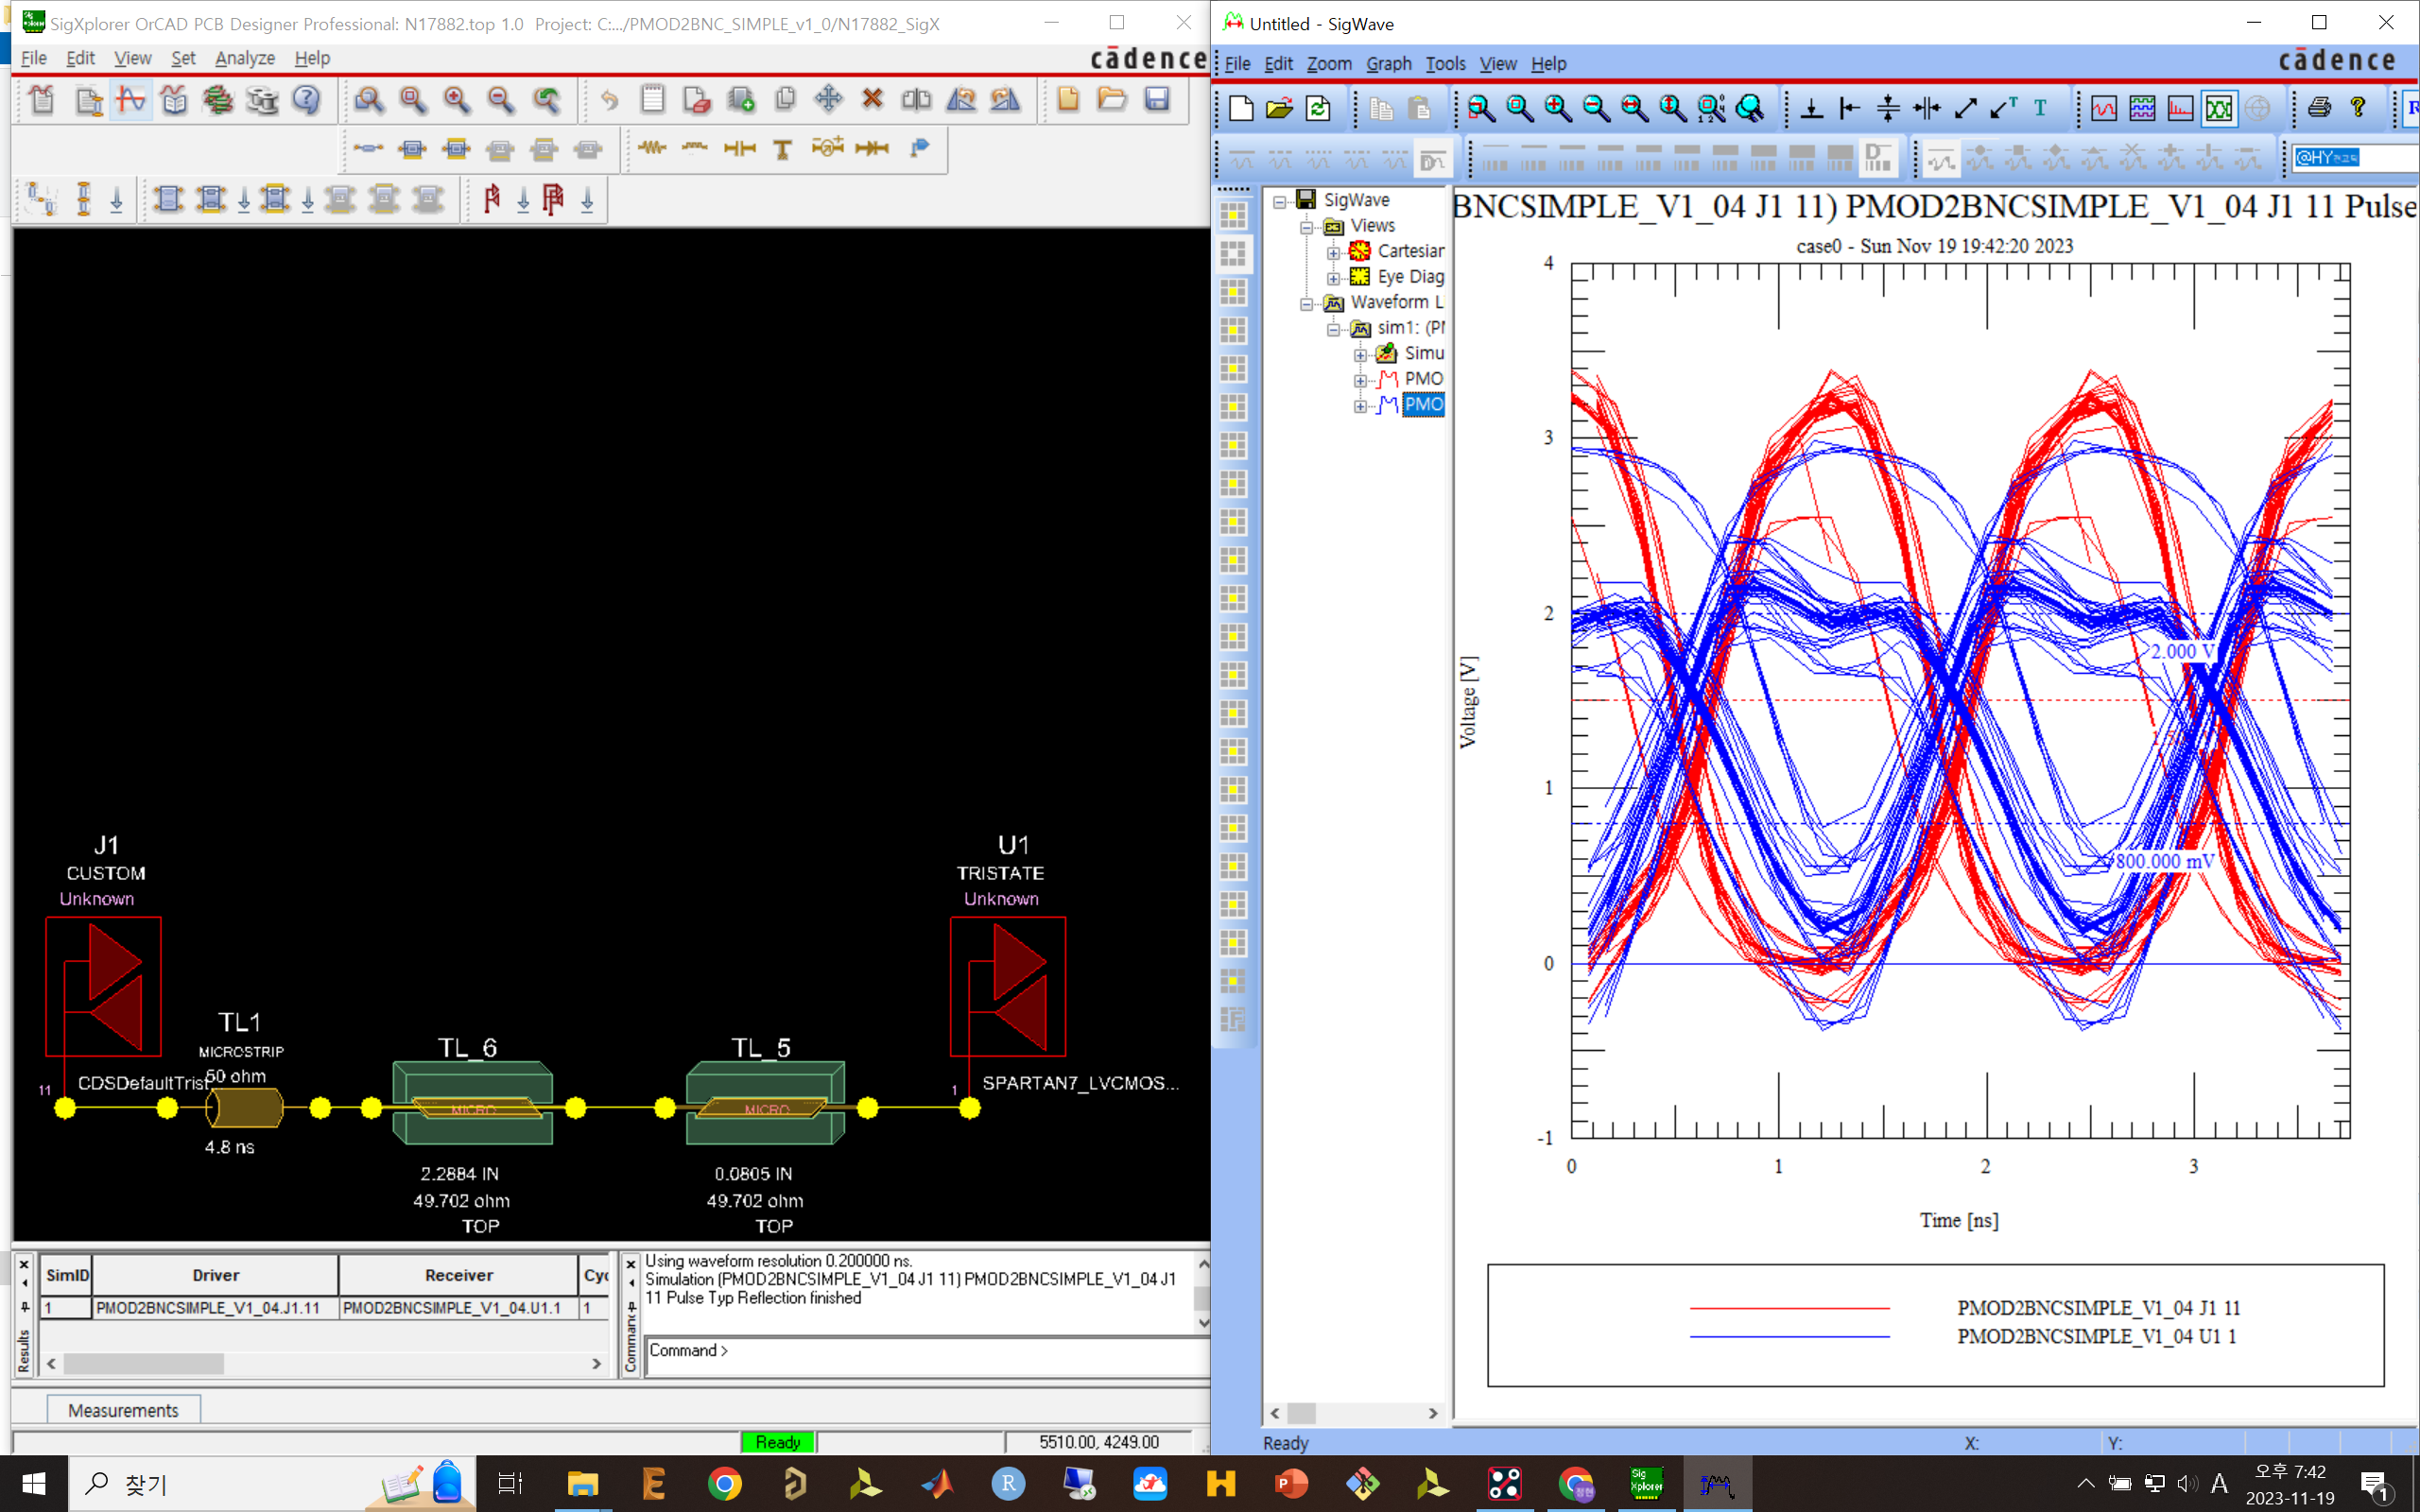 SigXplorer OrCAD PCB Designer Professional: N17882.top 1.0 Project: C:.../PMOD2BNC_SIMPLE_v1_0/N17882_SigX
File Edit View Set Analyze Help
cādence
J1
CUSTOM
Unknown
11
CDSDefaultTrist
TL1
MICROSTRIP
50 ohm
4.8 ns
TL_6
MICRO
2.2884 IN
49.702 ohm
TOP
TL_5
MICRO
0.0805 IN
49.702 ohm
TOP
U1
TRISTATE
Unknown
1
SPARTAN7_LVCMOS...
SimID Driver Receiver Cyc
1 PMOD2BNCSIMPLE_V1_04.J1.11 PMOD2BNCSIMPLE_V1_04.U1.1 1
Results
Command
Using waveform resolution 0.200000 ns.
Simulation (PMOD2BNCSIMPLE_V1_04 J1 11) PMOD2BNCSIMPLE_V1_04 J1
11 Pulse Typ Reflection finished
Command >
Measurements
Ready
5510.00, 4249.00
Untitled - SigWave
File Edit Zoom Graph Tools View Help
cādence
SigWave
Views
Cartesian
Eye Diag
Waveform L
sim1: (P
Simu
PMO
PMO
BNCSIMPLE_V1_04 J1 11) PMOD2BNCSIMPLE_V1_04 J1 11 Pulse
case0 - Sun Nov 19 19:42:20 2023
4
3
2
1
0
-1
Voltage [V]
2.000 V
800.000 mV
0 1 2 3
Time [ns]
PMOD2BNCSIMPLE_V1_04 J1 11
PMOD2BNCSIMPLE_V1_04 U1 1
Ready
X:
Y:
찾기
A
오후 7:42
2023-11-19
1